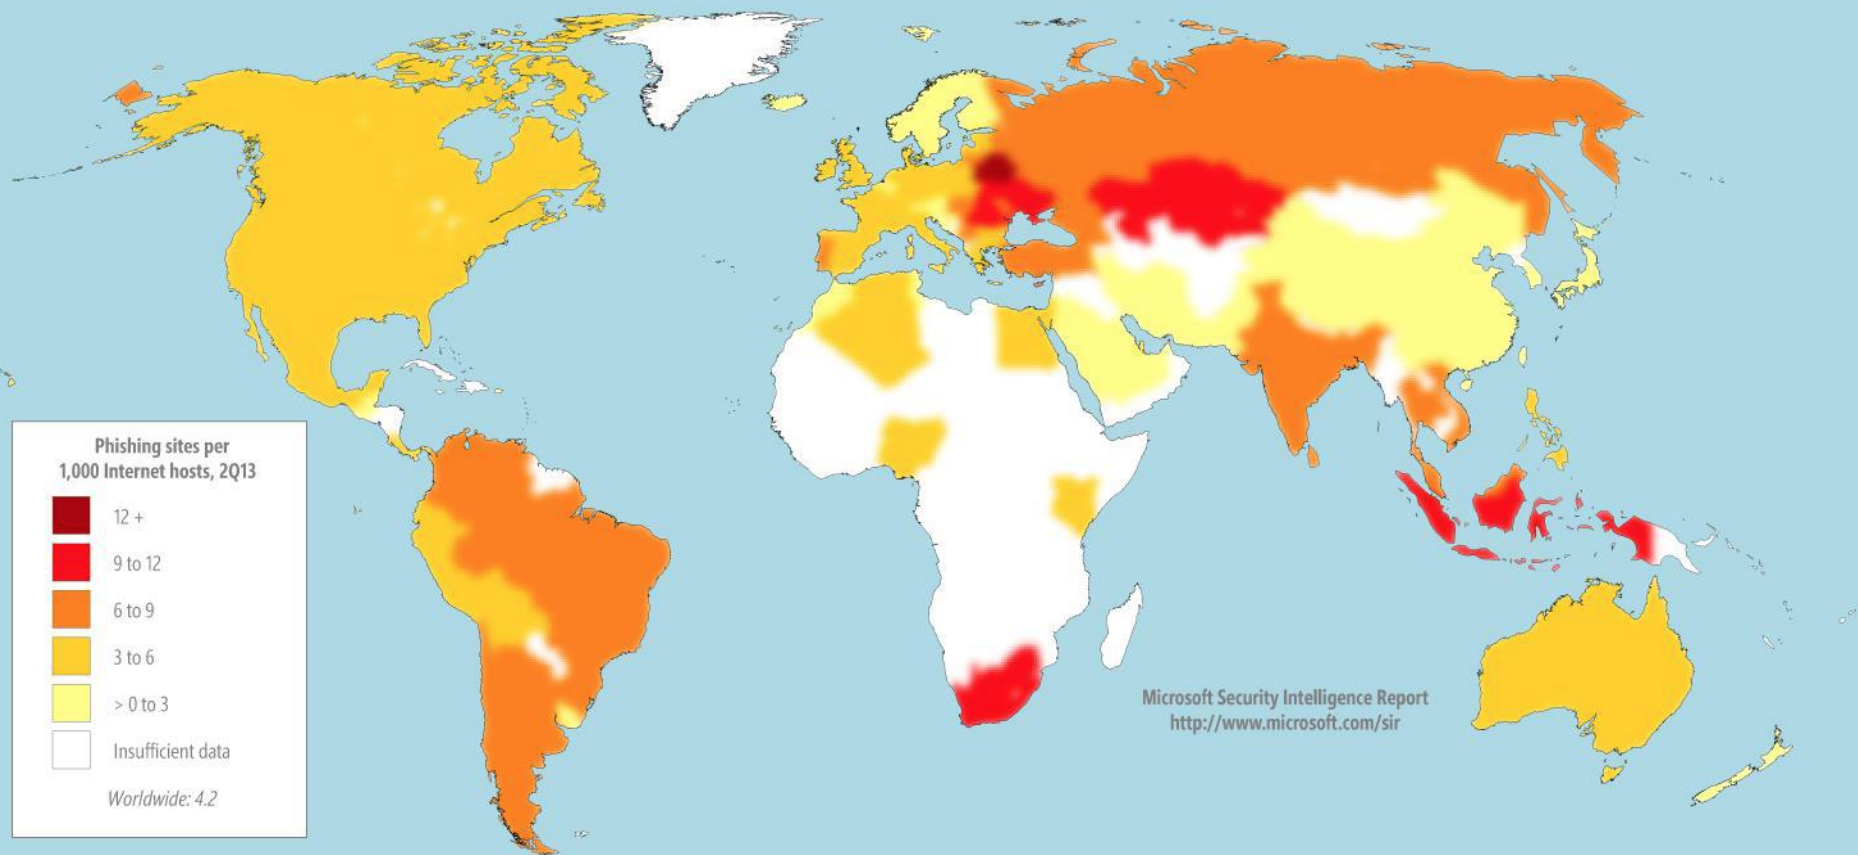 Phishing sites per
1,000 Internet hosts, 2Q13
12 +
9 to 12
6 to 9
3 to 6
> 0 to 3
Insufficient data
Worldwide: 4.2
Microsoft Security Intelligence Report
http://www.microsoft.com/sir